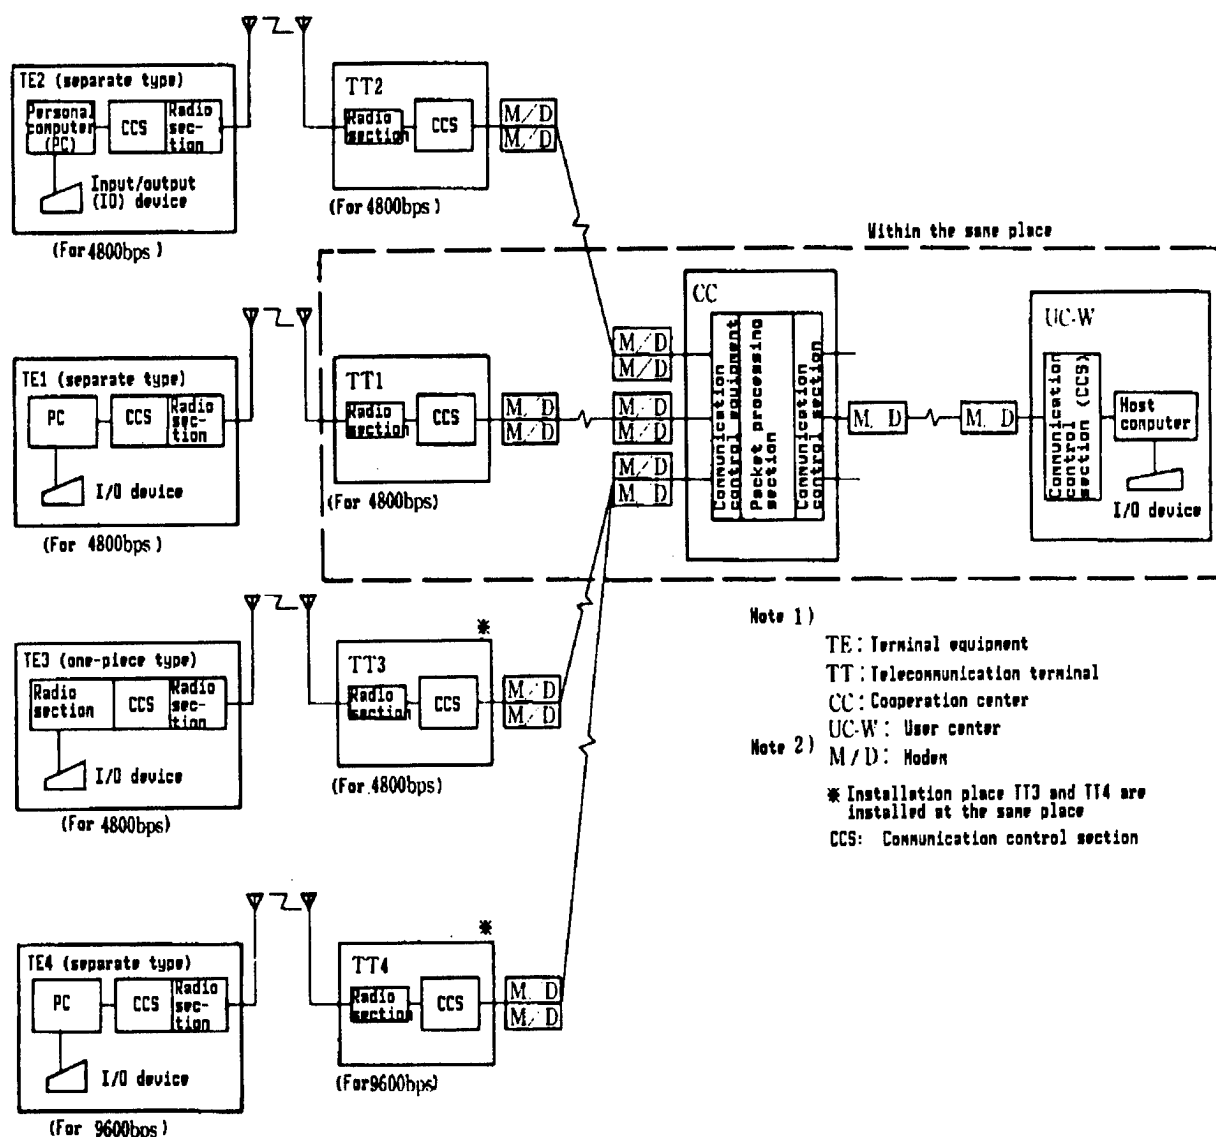 TE2 (separate type)
Personal
computer
(PC)
CCS
Radio
sec-
tion
Input/output
(IO) device
(For 4800bps)
TT2
Radio
section
CCS
(For 4800bps)
M/D
M/D
Within the same place
TE1 (separate type)
PC
CCS
Radio
sec-
tion
I/O device
(For 4800bps)
TT1
Radio
section
CCS
(For 4800bps)
M/D
M/D
M/D
M/D
M/D
M/D
M/D
M/D
CC
Communication
control equipment
Packet processing
section
Communication
control section
M/D
M/D
UC-W
Communication
control
section (CCS)
Host
computer
I/O device
TE3 (one-piece type)
Radio
section
CCS
Radio
sec-
tion
I/O device
(For 4800bps)
※
TT3
Radio
section
CCS
(For 4800bps)
M/D
M/D
Note 1)
TE: Terminal equipment
TT: Telecommunication terminal
CC: Cooperation center
UC-W: User center
Note 2)
M/D: Modem
※ Installation place TT3 and TT4 are
installed at the same place
CCS: Communication control section
TE4 (separate type)
PC
CCS
Radio
sec-
tion
I/O device
(For 9600bps)
※
TT4
Radio
section
CCS
(For9600bps)
M/D
M/D